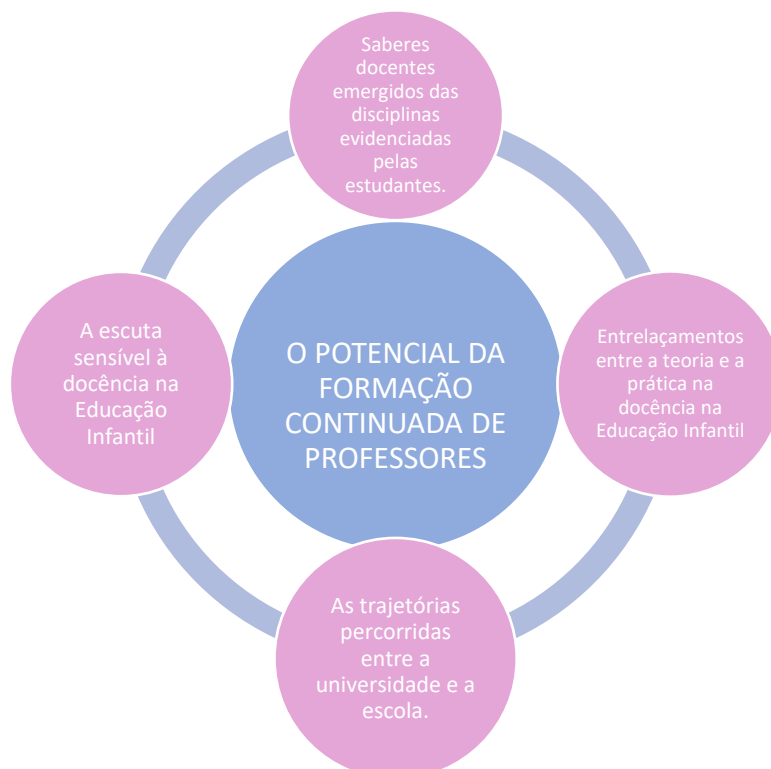 Saberes
docentes
emergidos das
disciplinas
evidenciadas
pelas
estudantes.
A escuta
sensível à
docência na
Educação
Infantil
O POTENCIAL DA
FORMAÇÃO
CONTINUADA DE
PROFESSORES
Entrelaçamentos
entre a teoria e a
prática na
docência na
Educação Infantil
As trajetórias
percorridas
entre a
universidade e a
escola.